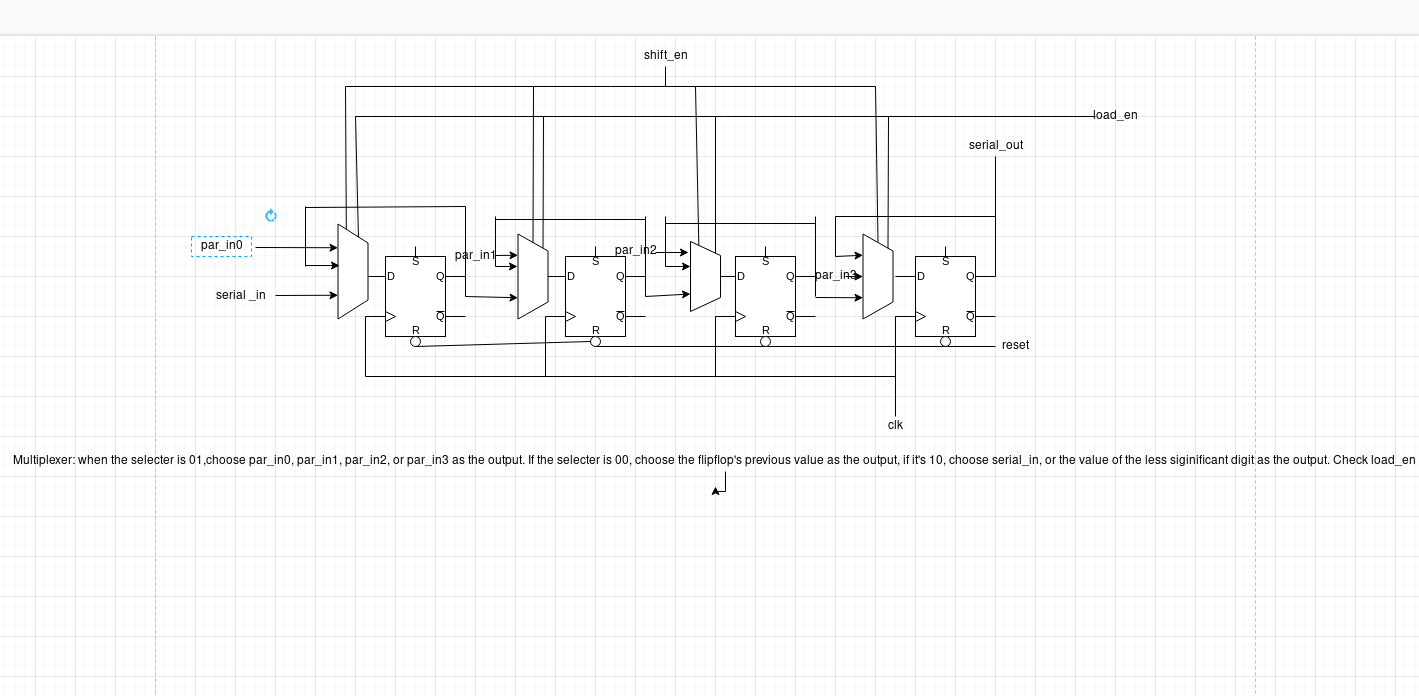 shift_en
load_en
serial_out
par_in0
par_in1
par_in2
par_in3
serial _in
S
S
S
S
D
Q
D
Q
D
Q
D
Q
Q
Q
Q
Q
R
R
R
R
reset
clk
Multiplexer: when the selecter is 01,choose par_in0, par_in1, par_in2, or par_in3 as the output. If the selecter is 00, choose the flipflop's previous value as the output, if it's 10, choose serial_in, or the value of the less siginificant digit as the output. Check load_en